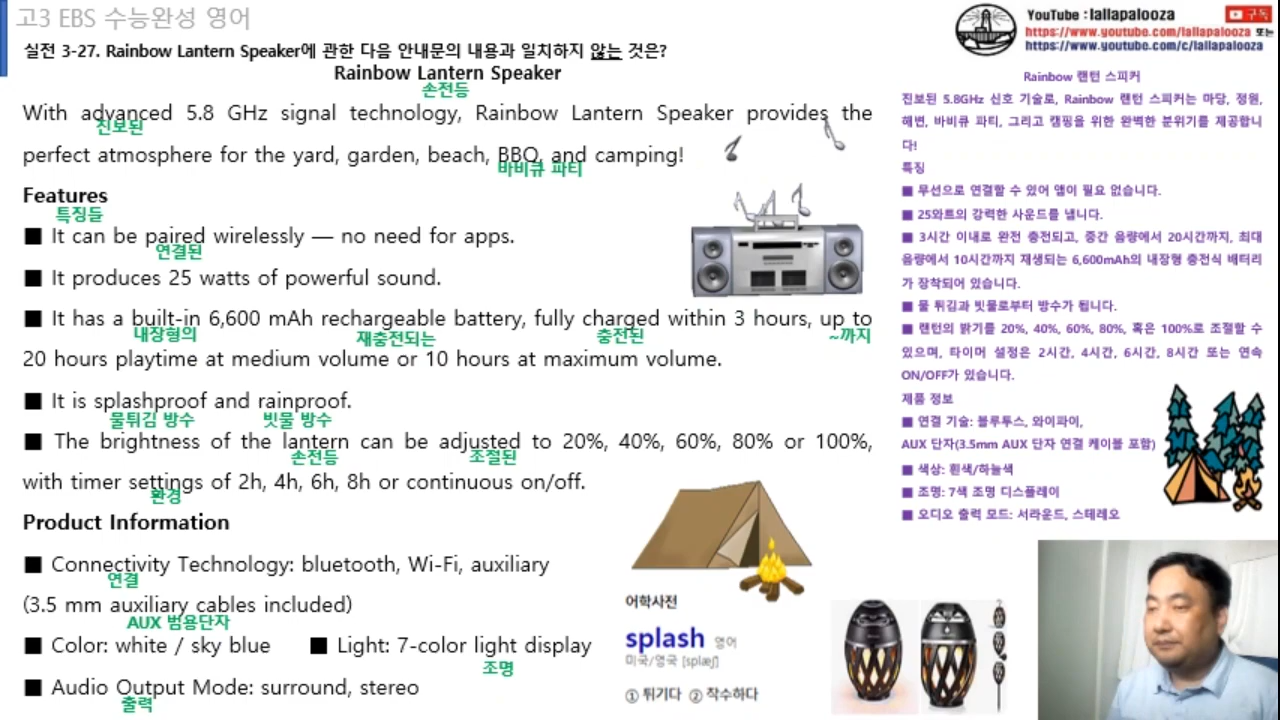 고3 EBS 수능완성 영어
실전 3-27. Rainbow Lantern Speaker에 관한 다음 안내문의 내용과 일치하지 않는 것은?
Rainbow Lantern Speaker
손전등
With advanced 5.8 GHz signal technology, Rainbow Lantern Speaker provides the
진보된
perfect atmosphere for the yard, garden, beach, BBQ, and camping!
바비큐 파티
Features
특징들
■ It can be paired wirelessly — no need for apps.
연결된
■ It produces 25 watts of powerful sound.
■ It has a built-in 6,600 mAh rechargeable battery, fully charged within 3 hours, up to
내장형의 재충전되는 충전된 ~까지
20 hours playtime at medium volume or 10 hours at maximum volume.
■ It is splashproof and rainproof.
물튀김 방수 빗물 방수
■ The brightness of the lantern can be adjusted to 20%, 40%, 60%, 80% or 100%,
손전등 조절된
with timer settings of 2h, 4h, 6h, 8h or continuous on/off.
환경
Product Information
■ Connectivity Technology: bluetooth, Wi-Fi, auxiliary
연결
(3.5 mm auxiliary cables included)
AUX 범용단자
■ Color: white / sky blue ■ Light: 7-color light display
조명
■ Audio Output Mode: surround, stereo
출력
어학사전
splash 영어
미국/영국 [splæʃ]
① 튀기다 ② 착수하다
YouTube : lallapalooza
구독
https://www.youtube.com/lallapalooza 또는
https://www.youtube.com/c/lallapalooza
Rainbow 랜턴 스피커
진보된 5.8GHz 신호 기술로, Rainbow 랜턴 스피커는 마당, 정원,
해변, 바비큐 파티, 그리고 캠핑을 위한 완벽한 분위기를 제공합니
다!
특징
■ 무선으로 연결할 수 있어 앱이 필요 없습니다.
■ 25와트의 강력한 사운드를 냅니다.
■ 3시간 이내로 완전 충전되고, 중간 음량에서 20시간까지, 최대
음량에서 10시간까지 재생되는 6,600mAh의 내장형 충전식 배터리
가 장착되어 있습니다.
■ 물 튀김과 빗물로부터 방수가 됩니다.
■ 랜턴의 밝기를 20%, 40%, 60%, 80%, 혹은 100%로 조절할 수
있으며, 타이머 설정은 2시간, 4시간, 6시간, 8시간 또는 연속
ON/OFF가 있습니다.
제품 정보
■ 연결 기술: 블루투스, 와이파이,
AUX 단자(3.5mm AUX 단자 연결 케이블 포함)
■ 색상: 흰색/하늘색
■ 조명: 7색 조명 디스플레이
■ 오디오 출력 모드: 서라운드, 스테레오